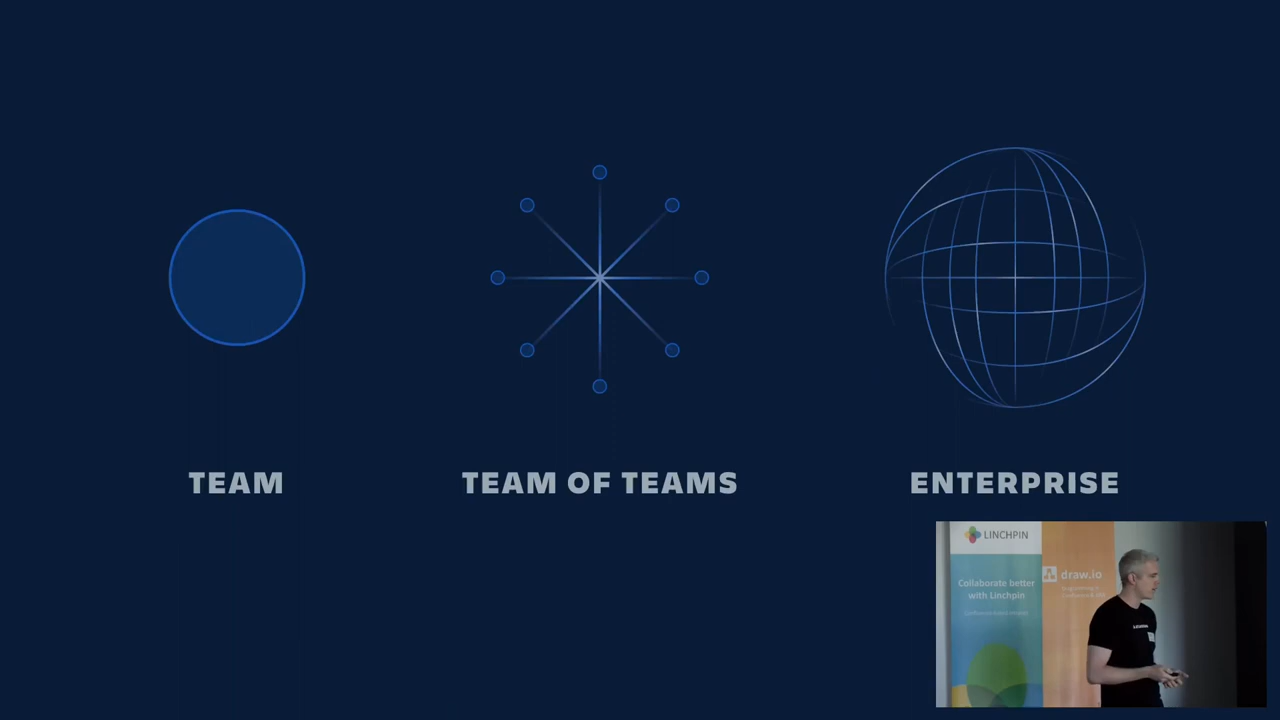 TEAM
TEAM OF TEAMS
ENTERPRISE
LINCHPIN
Collaborate better
with Linchpin
draw.io